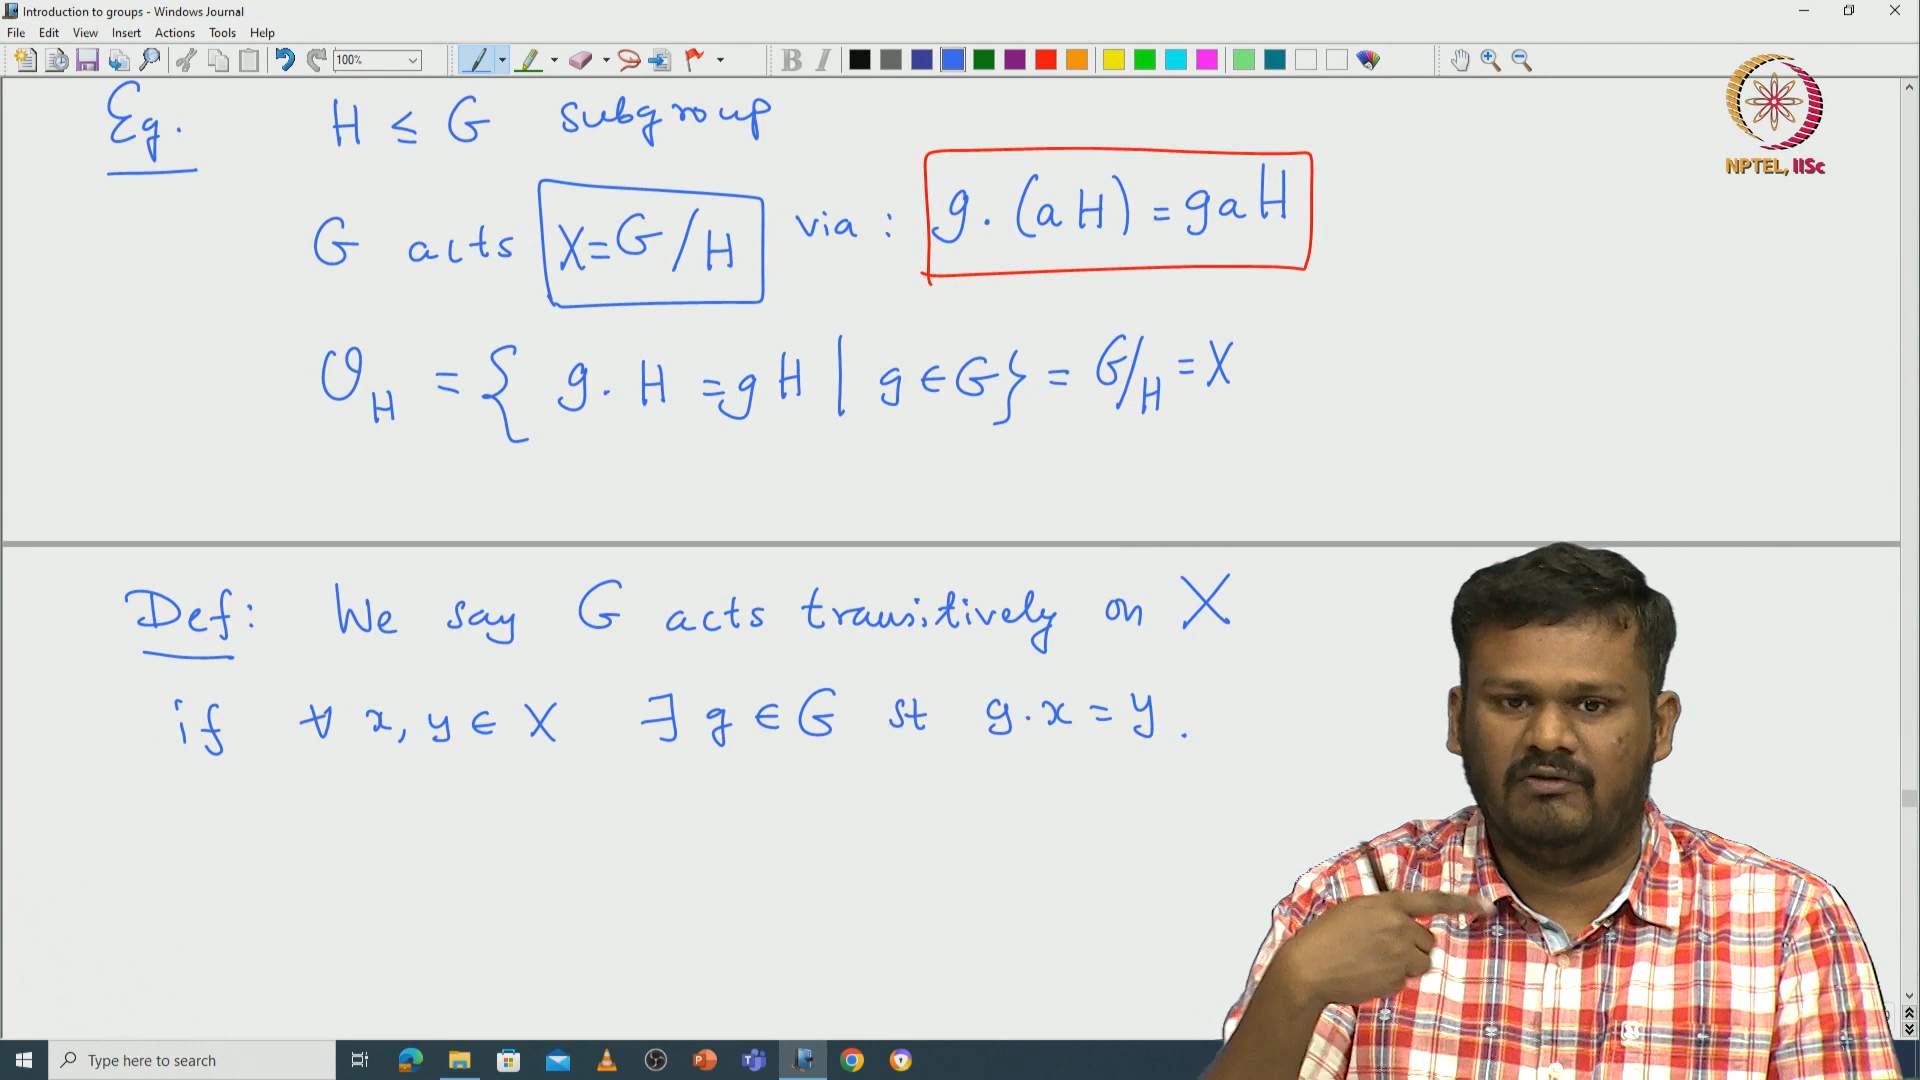 Introduction to groups - Windows Journal
File Edit View Insert Actions Tools Help
100%
B I
NPTEL, IISc
Eg. H ≤ G subgroup
G acts X=G/H via : g.(aH) = gaH
O_H = { g.H = gH | g ∈ G} = G/H = X
Def: We say G acts transitively on X
if ∀ x, y ∈ X ∃ g ∈ G st g.x = y.
Type here to search